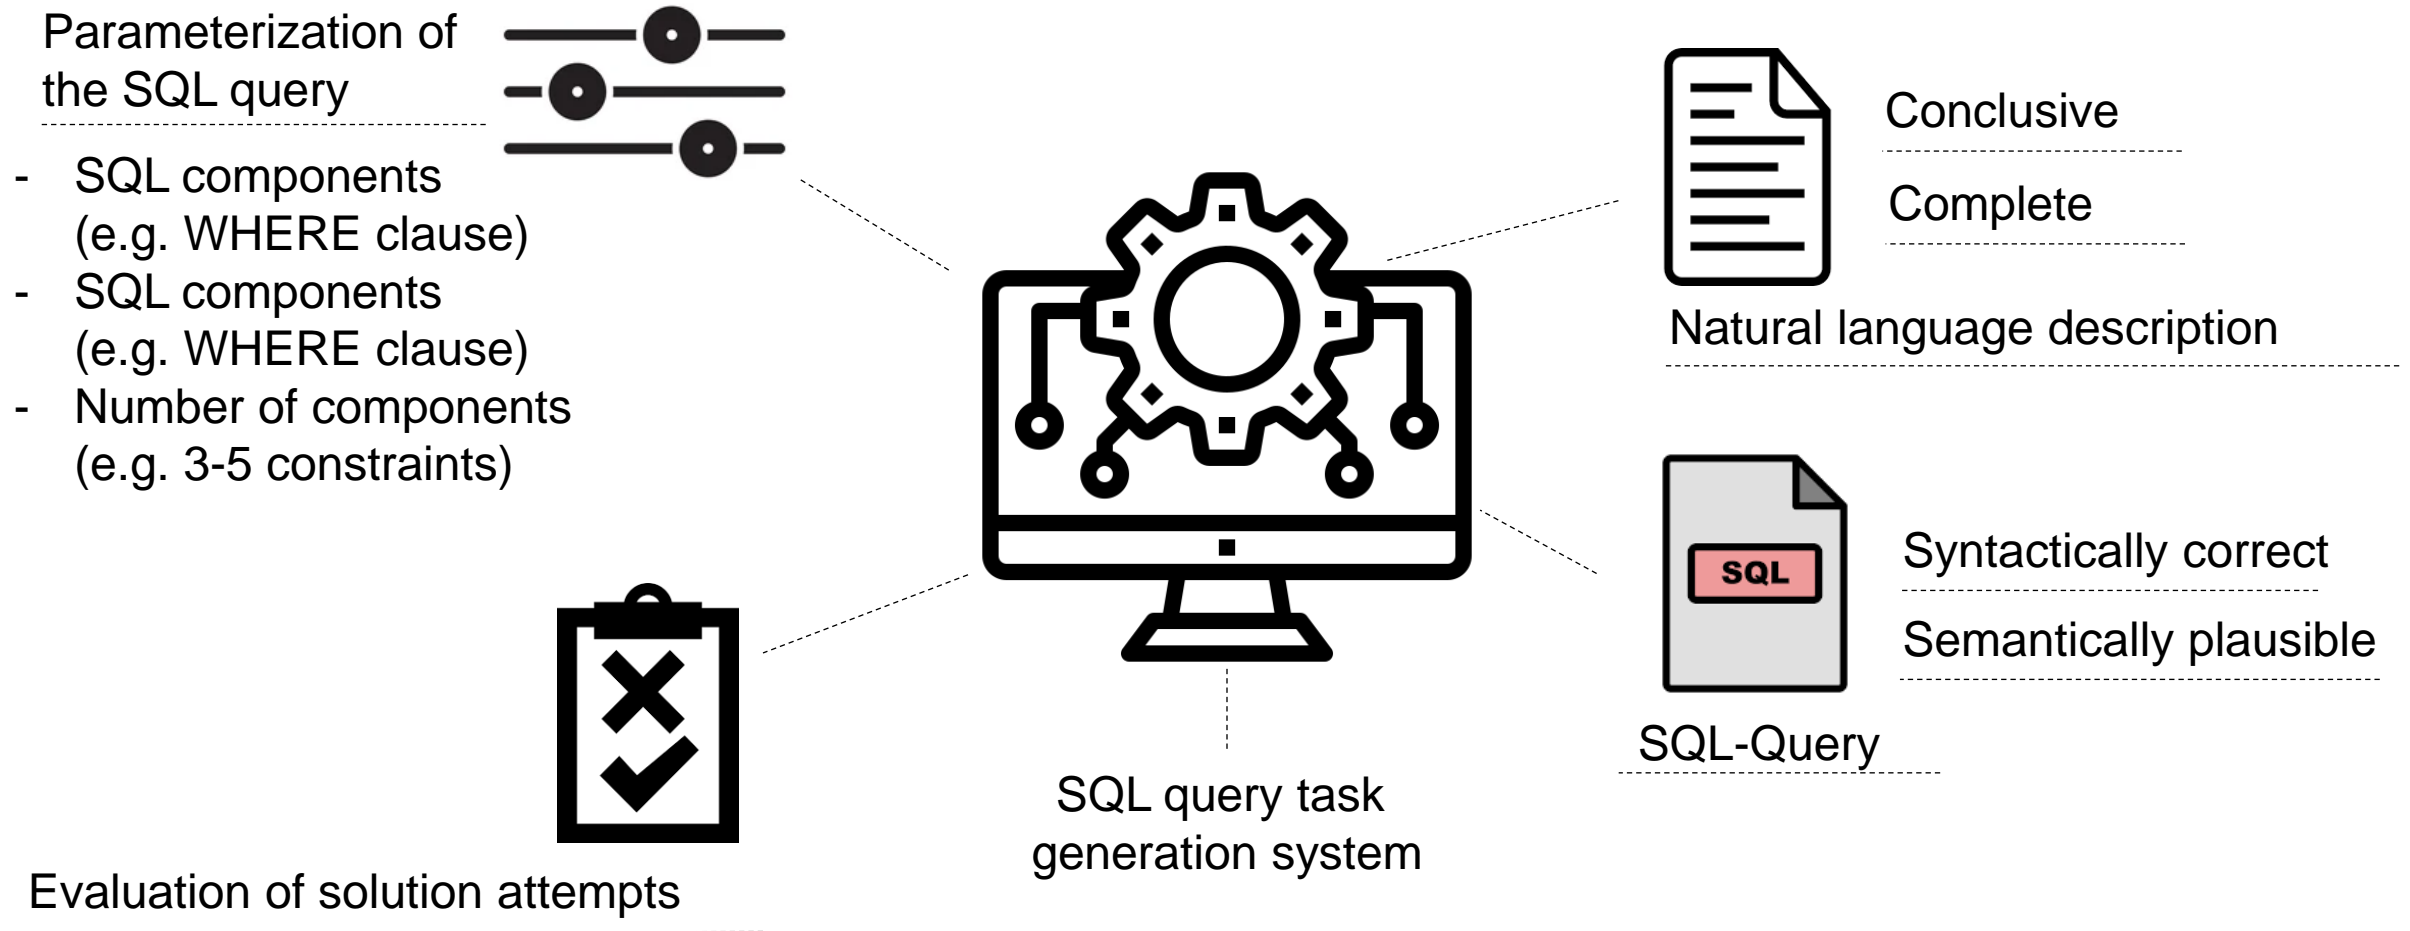 Parameterization of
the SQL query
- SQL components
(e.g. WHERE clause)
- SQL components
(e.g. WHERE clause)
- Number of components
(e.g. 3-5 constraints)
Evaluation of solution attempts
SQL query task
generation system
Conclusive
Complete
Natural language description
SQL
Syntactically correct
Semantically plausible
SQL-Query